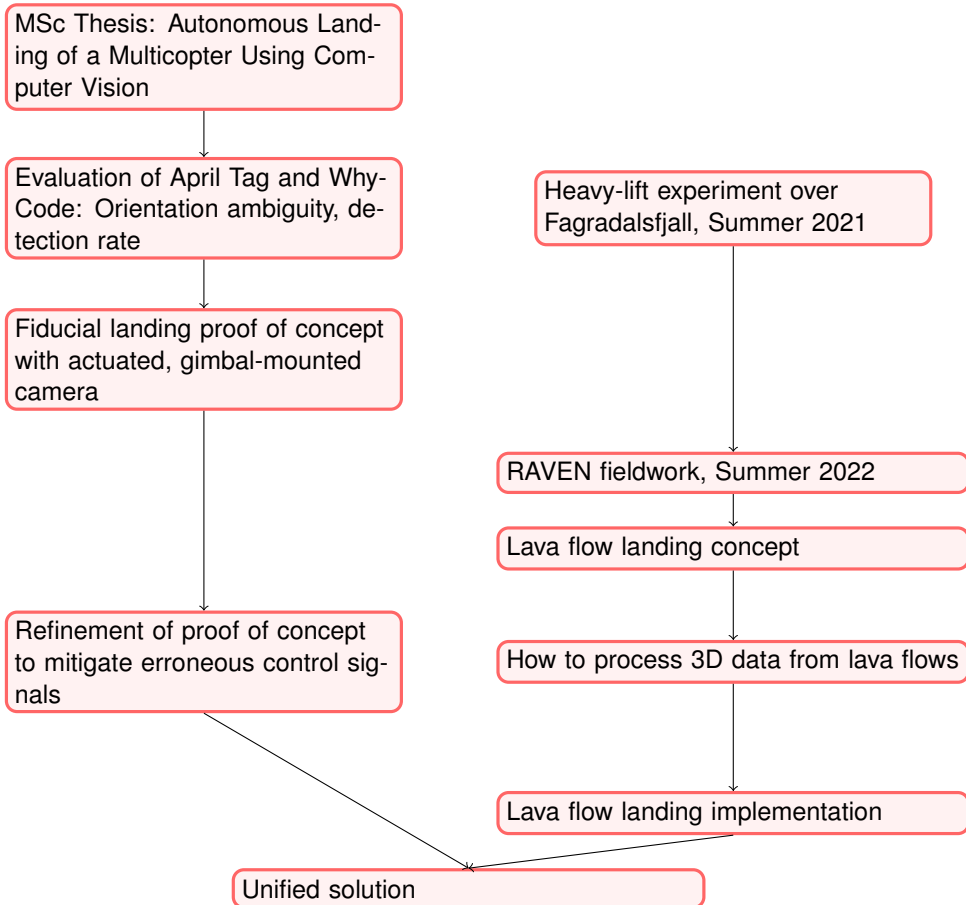 MSc Thesis: Autonomous Land-
ing of a Multicopter Using Com-
puter Vision
Evaluation of April Tag and Why-
Code: Orientation ambiguity, de-
tection rate
Fiducial landing proof of concept
with actuated, gimbal-mounted
camera
Refinement of proof of concept
to mitigate erroneous control sig-
nals
Heavy-lift experiment over
Fagradalsfjall, Summer 2021
RAVEN fieldwork, Summer 2022
Lava flow landing concept
How to process 3D data from lava flows
Lava flow landing implementation
Unified solution